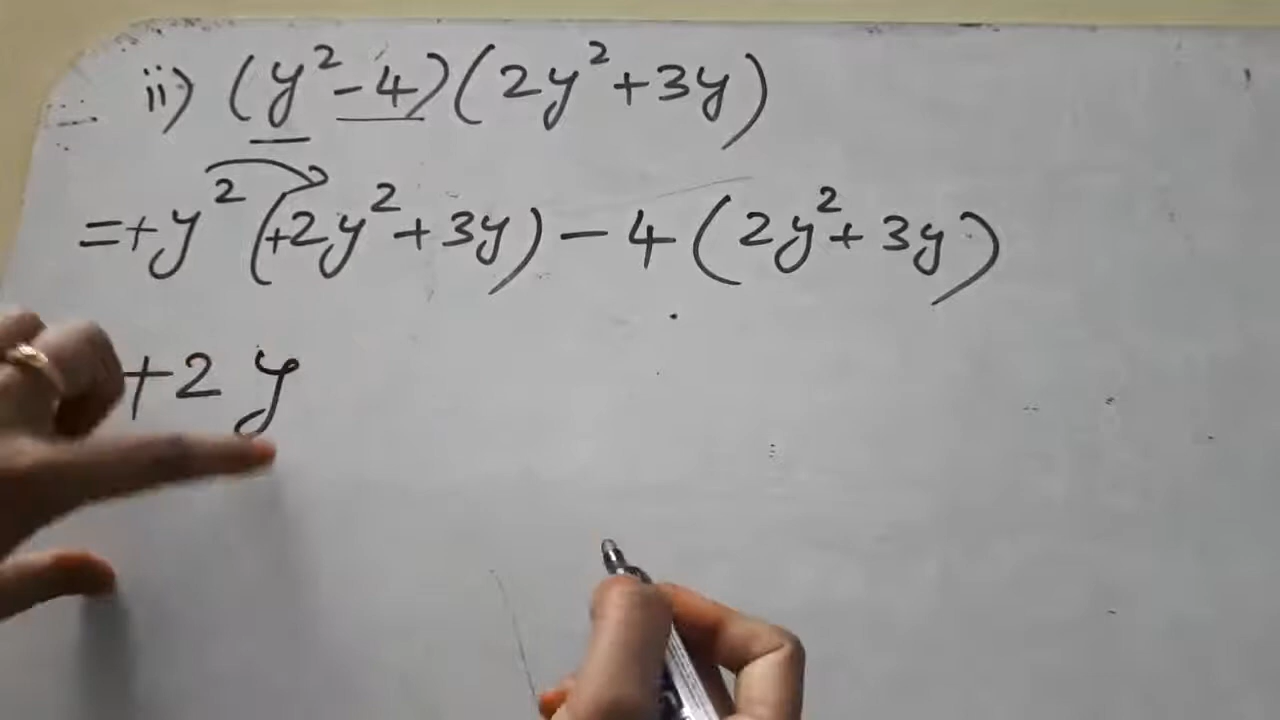 ii) (y² - 4)(2y² + 3y)
= + y² (+2y² + 3y) - 4 (2y² + 3y)
+2 y